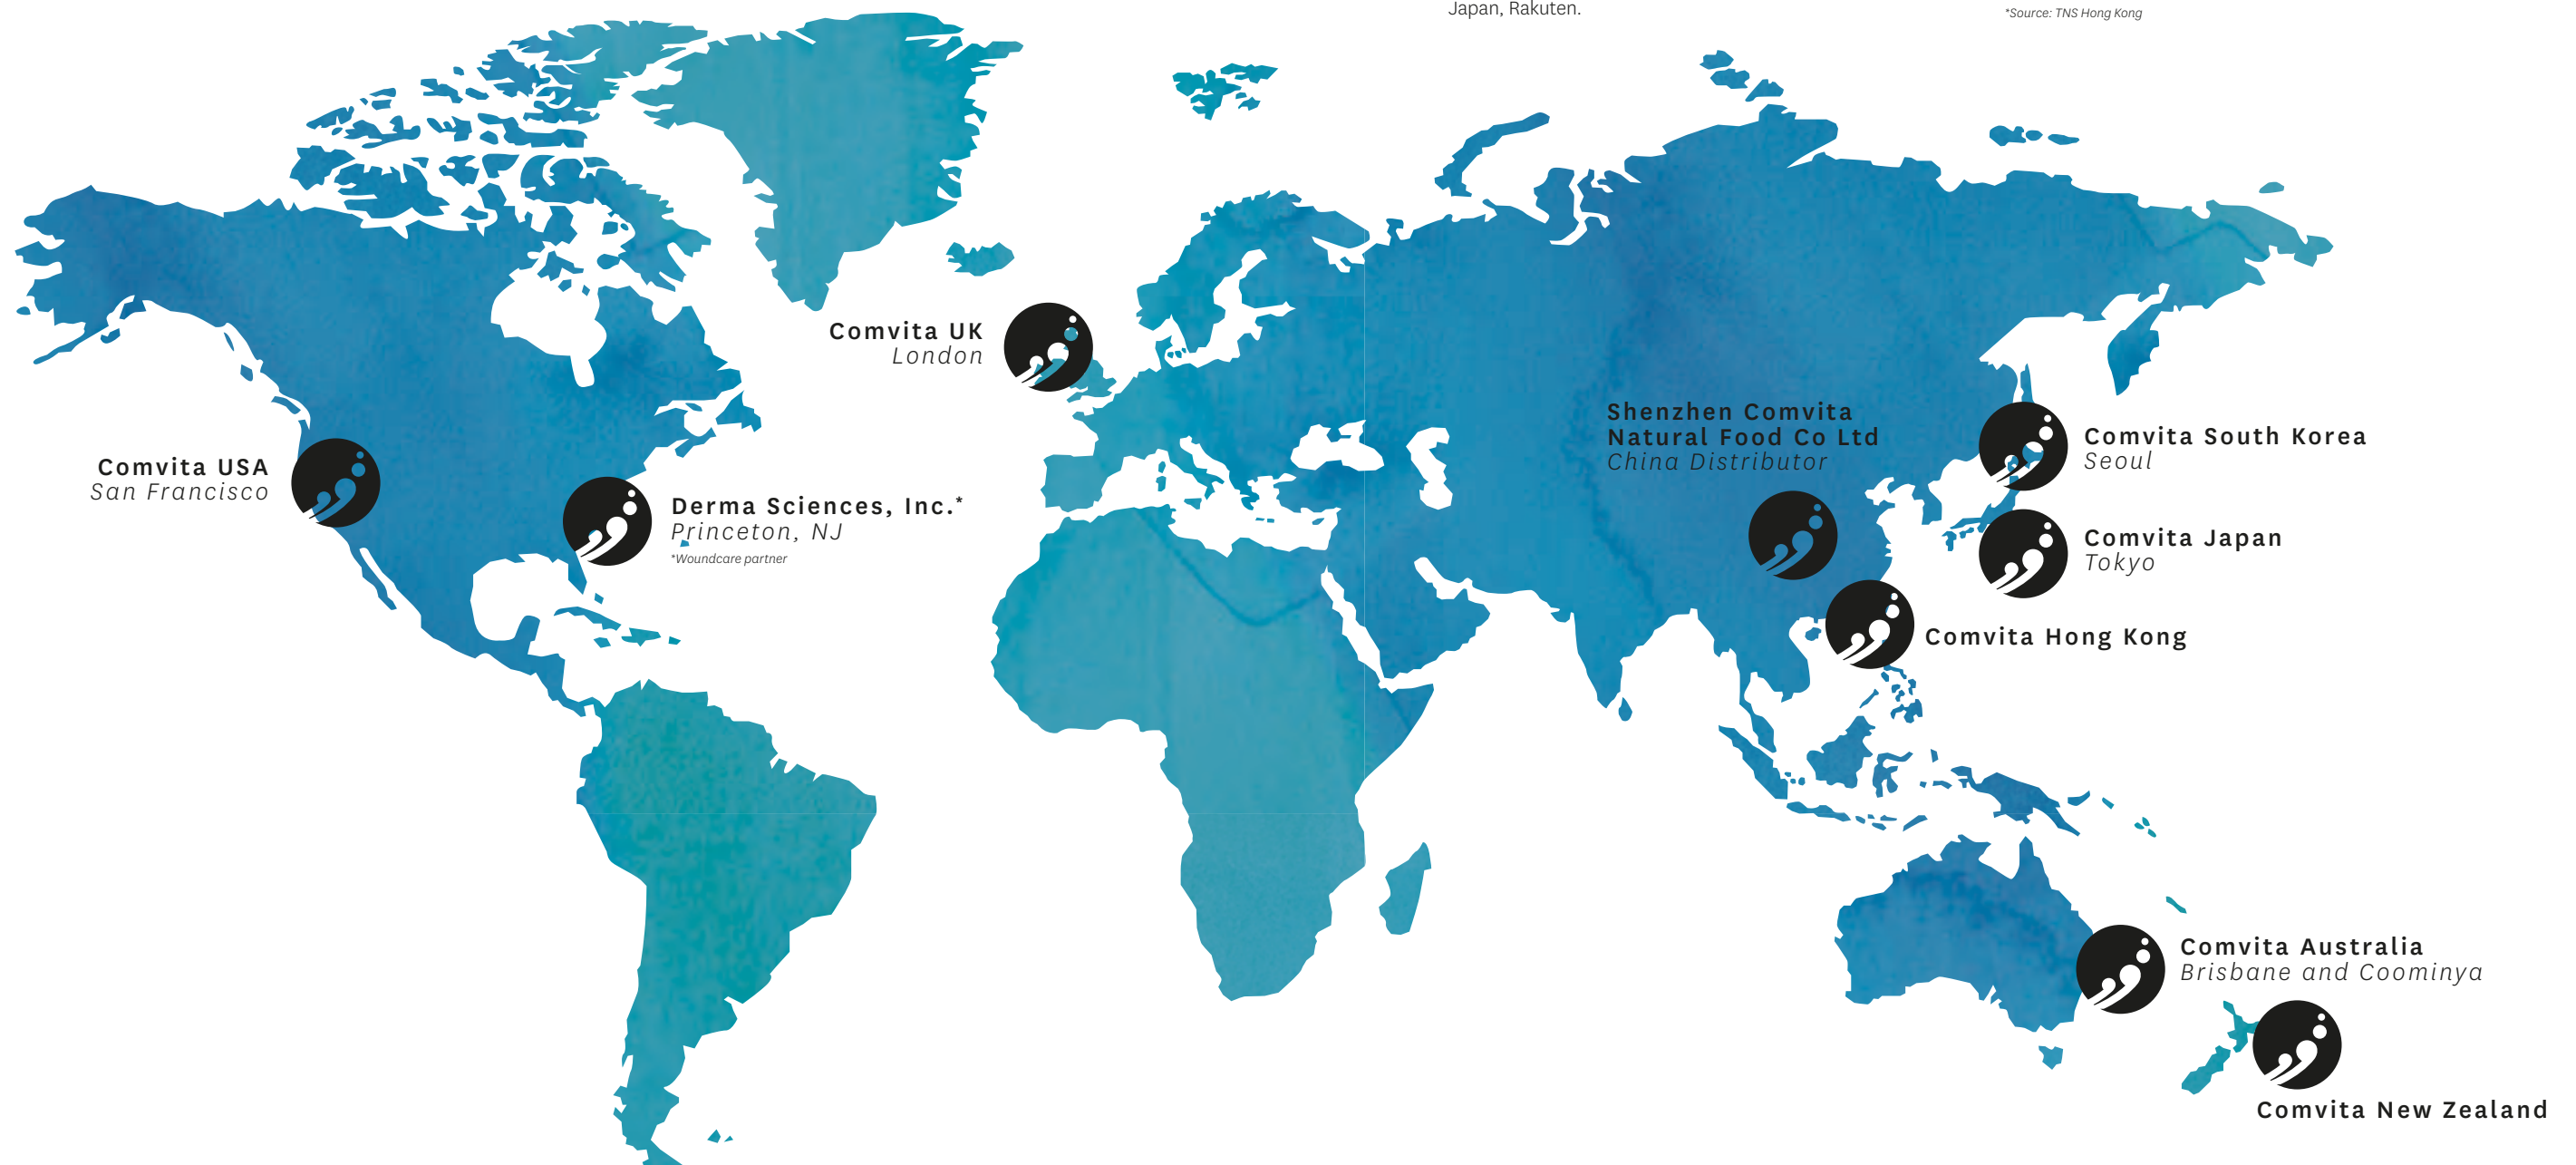 Japan, Rakuten.
*Source: TNS Hong Kong
Comvita UK
London
Shenzhen Comvita
Natural Food Co Ltd
China Distributor
Comvita South Korea
Seoul
Comvita USA
San Francisco
Derma Sciences, Inc.*
Princeton, NJ
*Woundcare partner
Comvita Japan
Tokyo
Comvita Hong Kong
Comvita Australia
Brisbane and Coominya
Comvita New Zealand